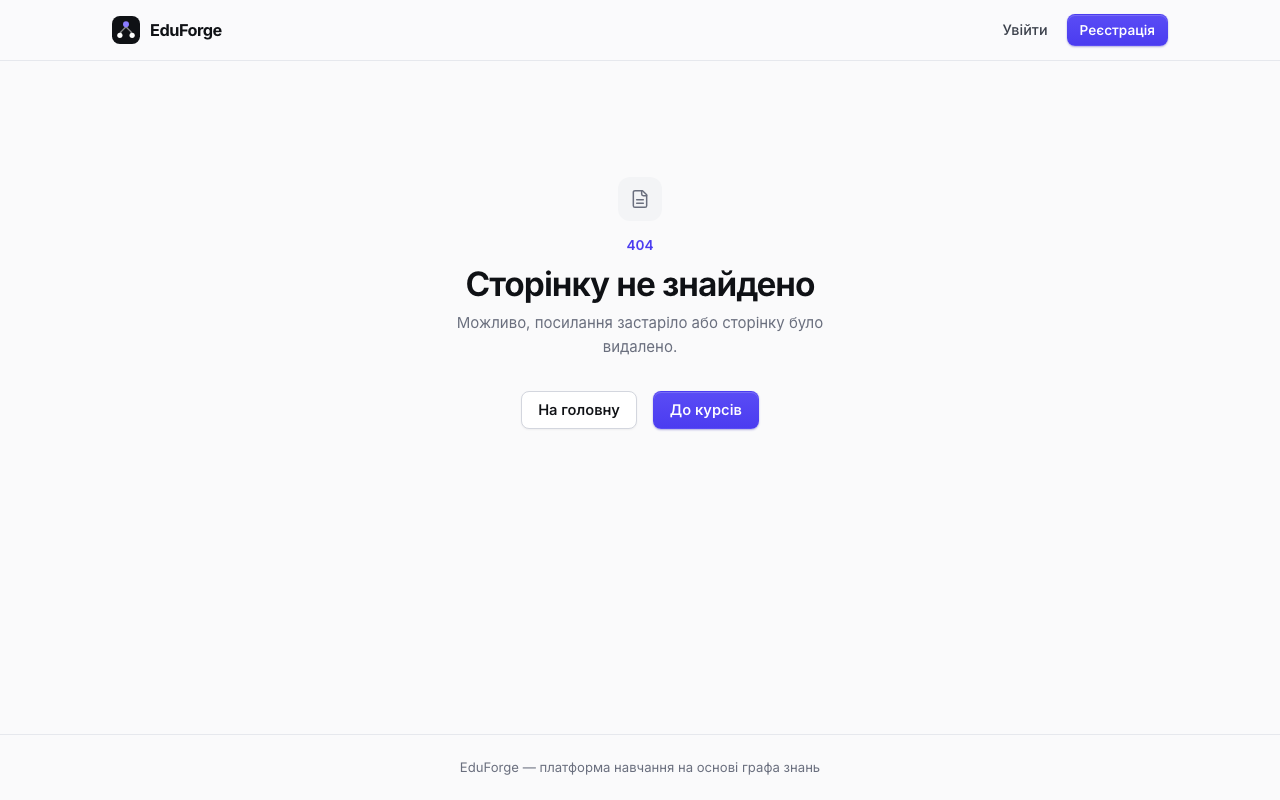 EduForge
Увійти
Реєстрація
404
Сторінку не знайдено
Можливо, посилання застаріло або сторінку було
видалено.
На головну
До курсів
EduForge — платформа навчання на основі графа знань